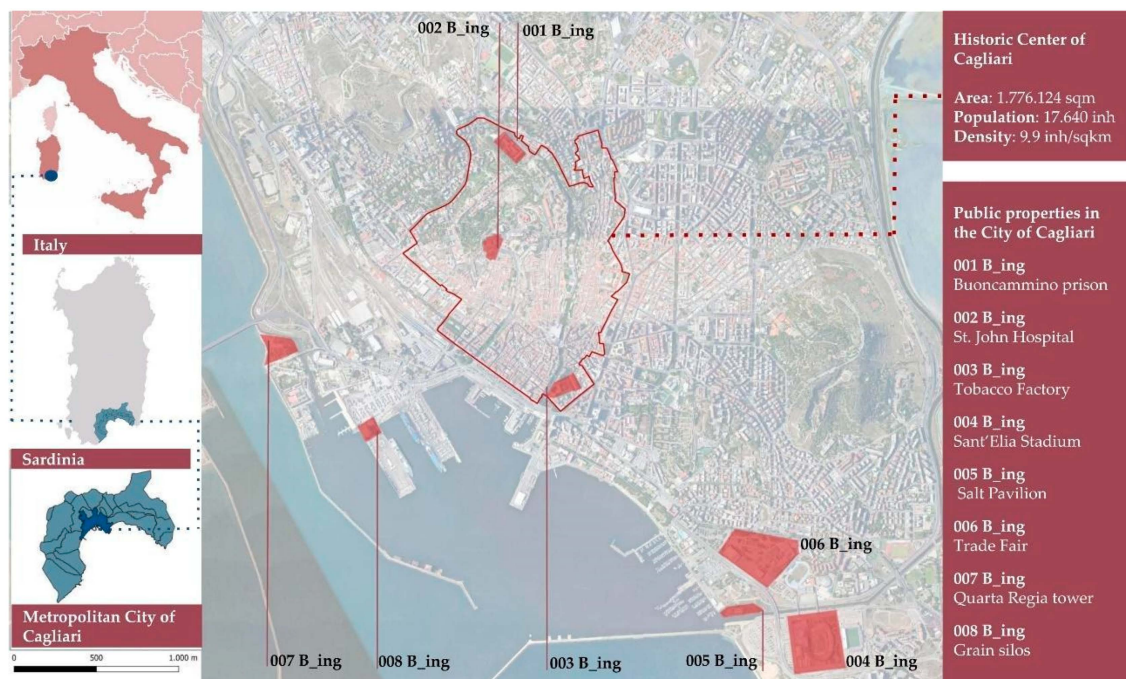 002 B_ing
001 B_ing
Italy
Sardinia
Metropolitan City of
Cagliari
0 500 1.000 m
006 B_ing
007 B_ing
008 B_ing
003 B_ing
005 B_ing
004 B_ing
Historic Center of
Cagliari
Area: 1.776.124 sqm
Population: 17.640 inh
Density: 9.9 inh/sqkm
Public properties in
the City of Cagliari
001 B_ing
Buoncammino prison
002 B_ing
St. John Hospital
003 B_ing
Tobacco Factory
004 B_ing
Sant'Elia Stadium
005 B_ing
Salt Pavilion
006 B_ing
Trade Fair
007 B_ing
Quarta Regia tower
008 B_ing
Grain silos